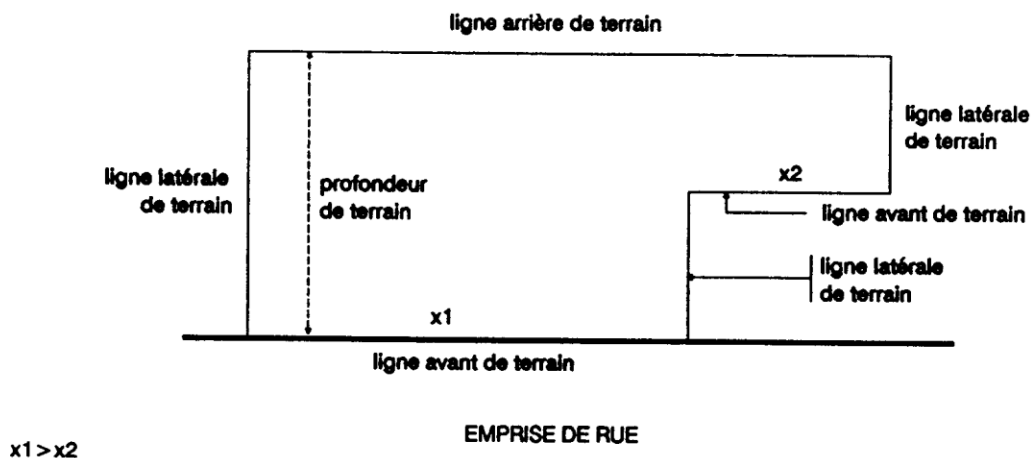 ligne arrière de terrain
ligne latérale
de terrain
ligne latérale
de terrain
profondeur
de terrain
x2
ligne avant de terrain
ligne latérale
de terrain
x1
ligne avant de terrain
EMPRISE DE RUE
x1>x2